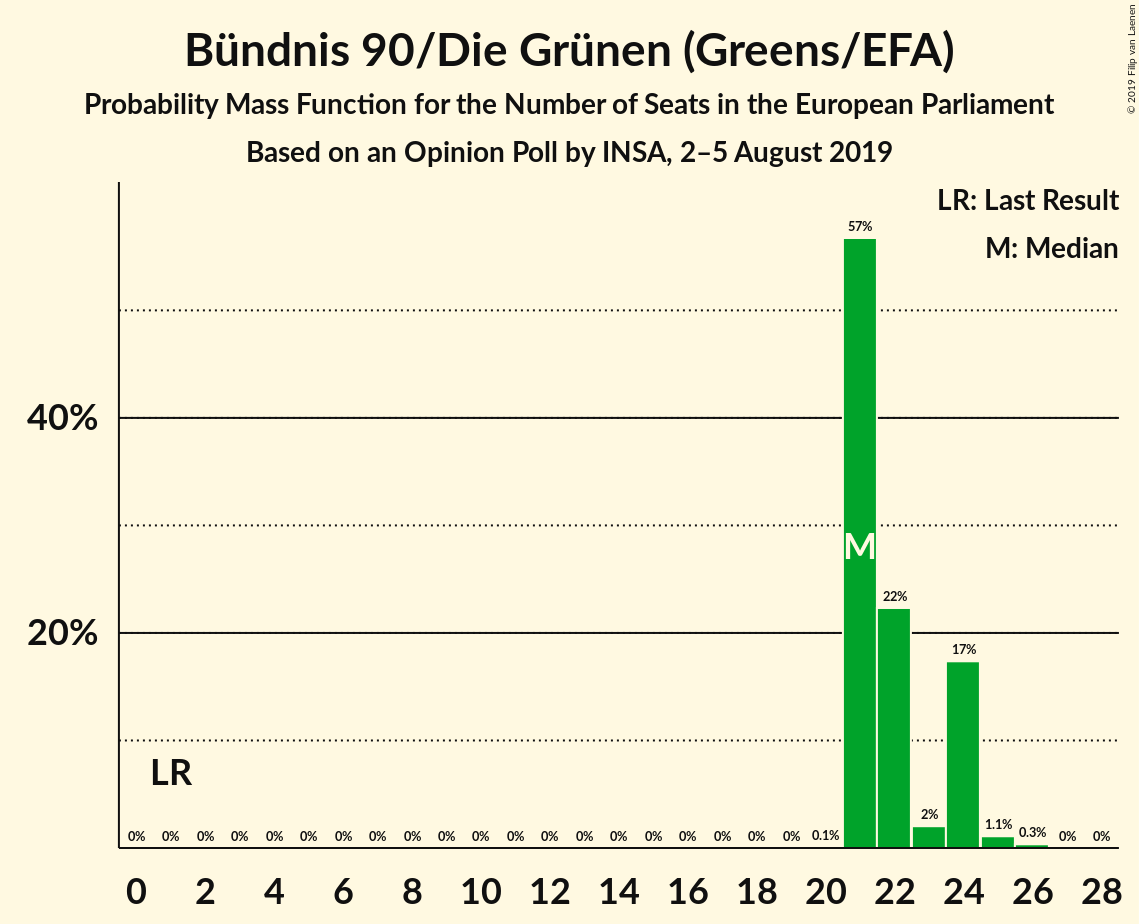 Bündnis 90/Die Grünen (Greens/EFA)
Probability Mass Function for the Number of Seats in the European Parliament
Based on an Opinion Poll by INSA, 2–5 August 2019
© 2019 Filip van Laenen
LR: Last Result
M: Median
57%
40%
M
22%
20%
17%
LR
0% 0% 0% 0% 0% 0% 0% 0% 0% 0% 0% 0% 0% 0% 0% 0% 0% 0% 0% 0% 0.1% 2% 1.1% 0.3% 0% 0%
0 2 4 6 8 10 12 14 16 18 20 22 24 26 28